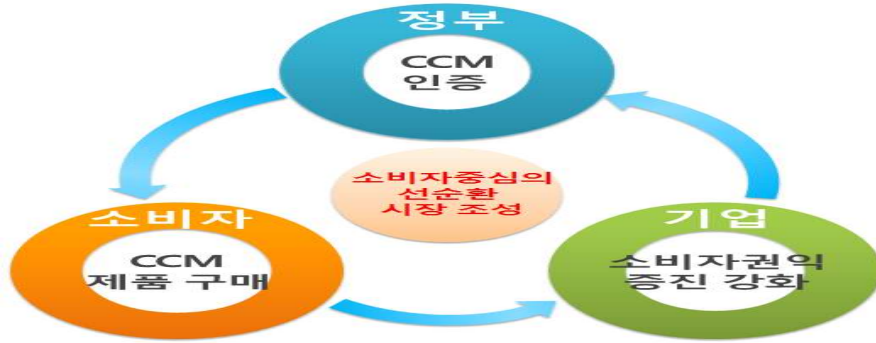 정부
CCM
인증
소비자중심의
선순환
시장 조성
소비자
CCM
제품 구매
기업
소비자권익
증진 강화